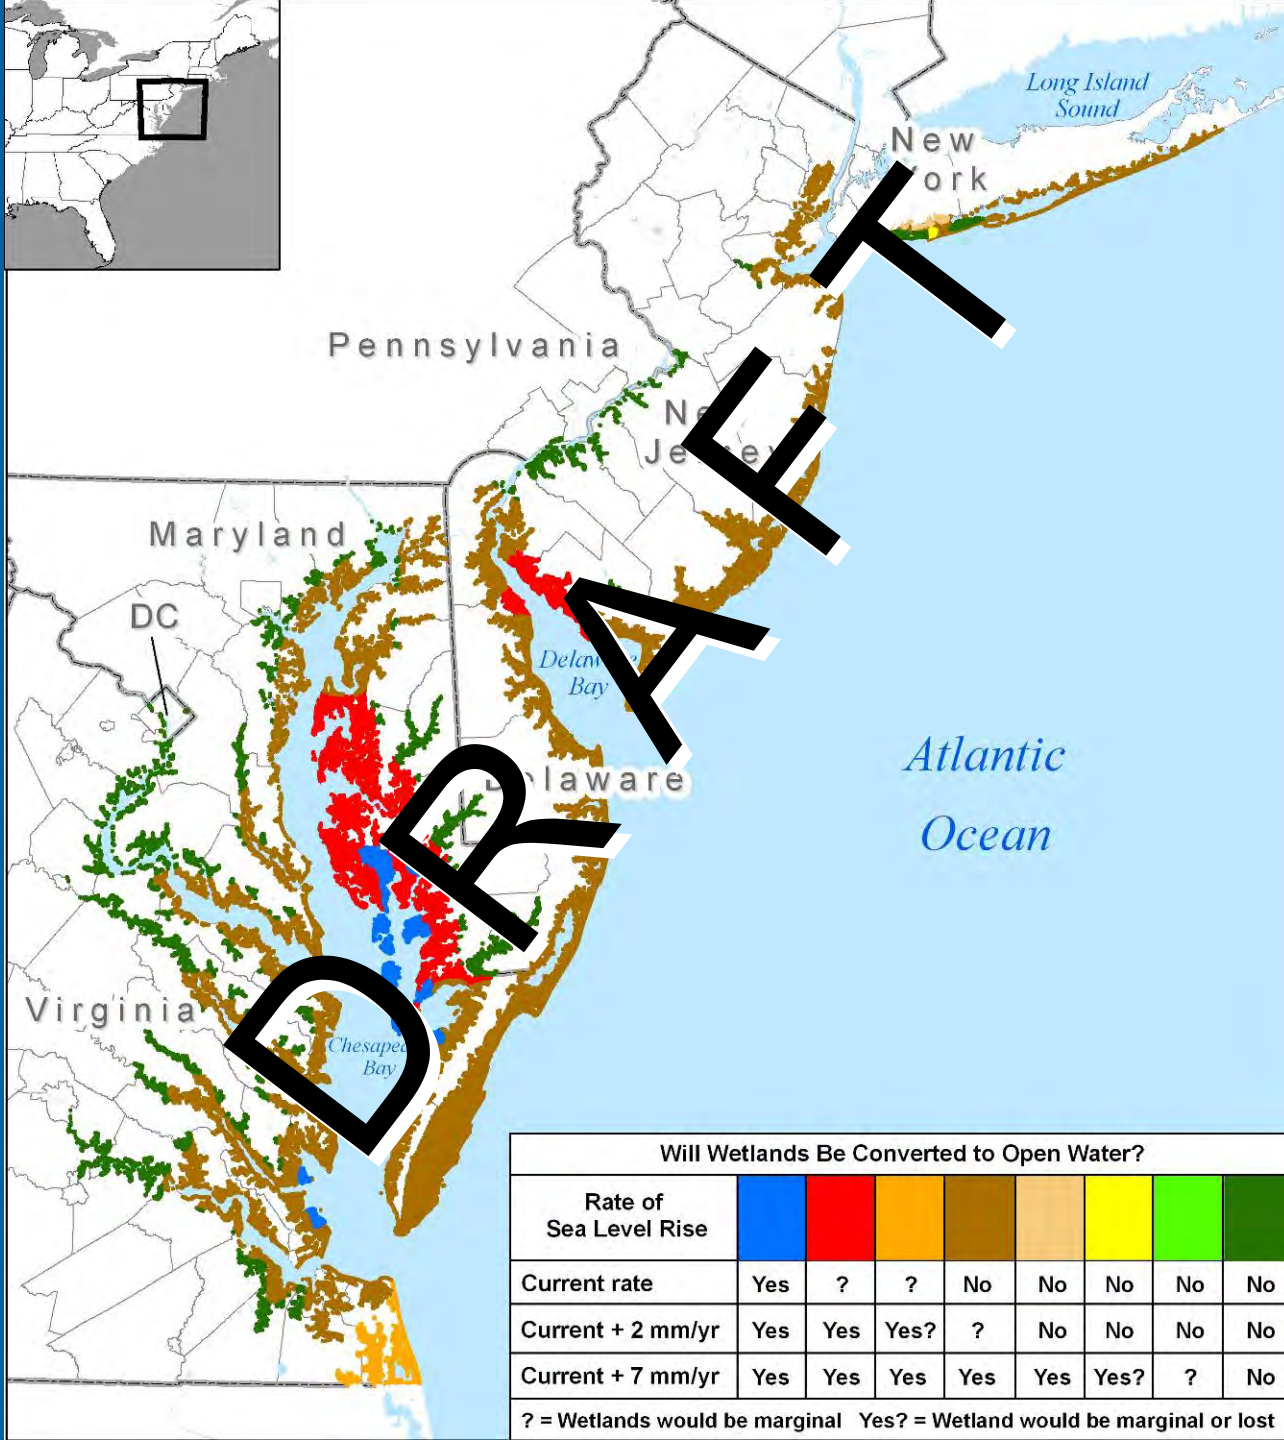 Long Island
Sound
New
York
Pennsylvania
New
Jersey
Maryland
DC
Delaware
Bay
Delaware
Atlantic
Ocean
Virginia
Chesapeake
Bay
DRAFT
Will Wetlands Be Converted to Open Water?
Rate of
Sea Level Rise
Current rate Yes ? ? No No No No No
Current + 2 mm/yr Yes Yes Yes? ? No No No No
Current + 7 mm/yr Yes Yes Yes Yes Yes Yes? ? No
? = Wetlands would be marginal Yes? = Wetland would be marginal or lost